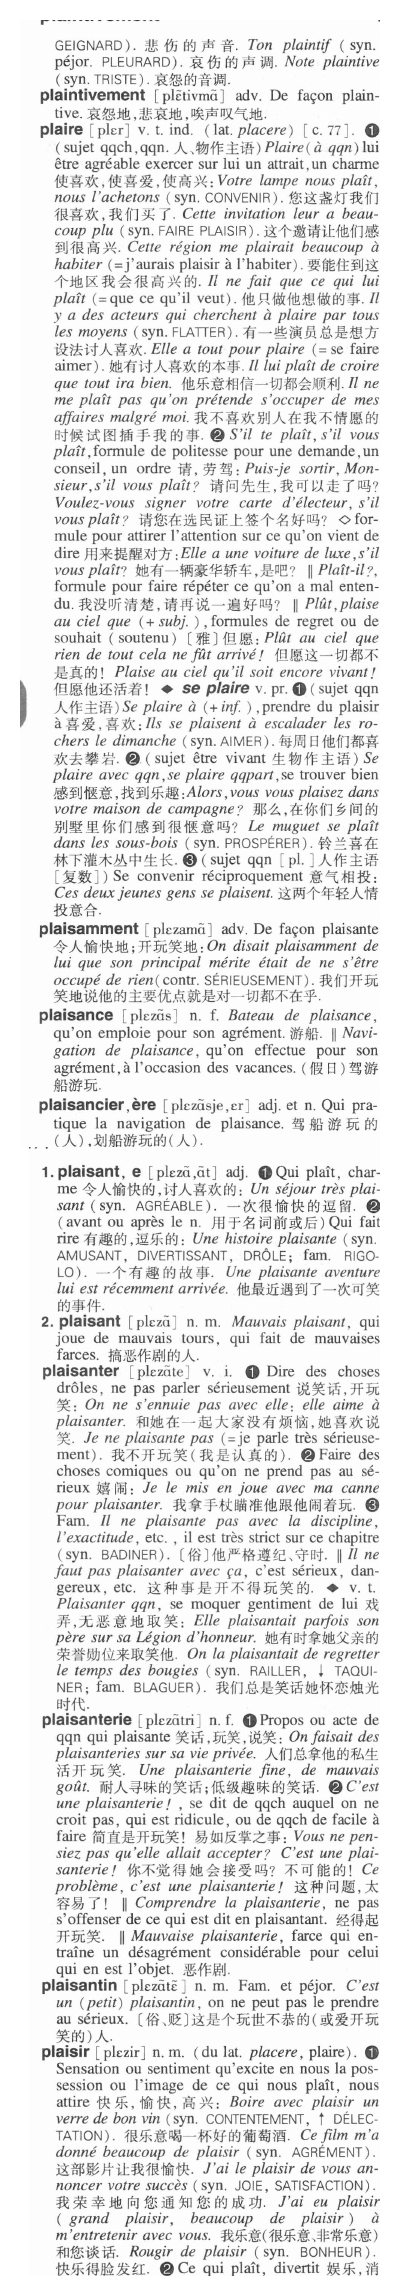 GEIGNARD). 悲伤的声音. Ton plaintif (syn.
péjor. PLEURARD). 哀伤的声调. Note plaintive
(syn. TRISTE). 哀怨的音调.
plaintivement [plɛ̃tivmɑ̃] adv. De façon plain-
tive. 哀怨地,悲哀地,唉声叹气地.
plaire [plɛr] v. t. ind. (lat. placere) [c. 77]. ❶
(sujet qqch,qqn. 人、物作主语) Plaire (à qqn) lui
être agréable exercer sur lui un attrait,un charme
使喜欢,使喜爱,使高兴: Votre lampe nous plaît,
nous l'achetons (syn. CONVENIR). 您这盏灯我们
很喜欢,我们买了. Cette invitation leur a beau-
coup plu (syn. FAIRE PLAISIR). 这个邀请让他们感
到很高兴. Cette région me plairait beaucoup à
habiter (= j'aurais plaisir à l'habiter). 要能住到这
个地区我会很高兴的. Il ne fait que ce qui lui
plaît (= que ce qu'il veut). 他只做他想做的事. Il
y a des acteurs qui cherchent à plaire par tous
les moyens (syn. FLATTER). 有一些演员总是想方
设法讨人喜欢. Elle a tout pour plaire (= se faire
aimer). 她有讨人喜欢的本事. Il lui plaît de croire
que tout ira bien. 他乐意相信一切都会顺利. Il ne
me plaît pas qu'on prétende s'occuper de mes
affaires malgré moi. 我不喜欢别人在我不情愿的
时候试图插手我的事. ❷ S'il te plaît, s'il vous
plaît, formule de politesse pour une demande,un
conseil, un ordre 请, 劳驾: Puis-je sortir, Mon-
sieur, s'il vous plaît? 请问先生,我可以走了吗?
Voulez-vous signer votre carte d'électeur, s'il
vous plaît? 请您在选民证上签个名好吗? ◇ for-
mule pour attirer l'attention sur ce qu'on vient de
dire 用来提醒对方: Elle a une voiture de luxe, s'il
vous plaît? 她有一辆豪华轿车,是吧? ‖ Plaît-il?,
formule pour faire répéter ce qu'on a mal enten-
du. 我没听清楚,请再说一遍好吗? ‖ Plût, plaise
au ciel que (+ subj.), formules de regret ou de
souhait (soutenu) [雅] 但愿: Plût au ciel que
rien de tout cela ne fût arrivé! 但愿这一切都不
是真的! Plaise au ciel qu'il soit encore vivant!
但愿他还活着! ◆ se plaire v. pr. ❶ (sujet qqn
人作主语) Se plaire à (+ inf.), prendre du plaisir
à 喜爱,喜欢: Ils se plaisent à escalader les ro-
chers le dimanche (syn. AIMER). 每周日他们都喜
欢去攀岩. ❷ (sujet être vivant 生物作主语) Se
plaire avec qqn,se plaire qqpart,se trouver bien
感到惬意,找到乐趣: Alors, vous vous plaisez dans
votre maison de campagne? 那么,在你们乡间的
别墅里你们感到很惬意吗? Le muguet se plaît
dans les sous-bois (syn. PROSPÉRER). 铃兰喜在
林下灌木丛中生长. ❸ (sujet qqn [pl.] 人作主语
[复数]) Se convenir réciproquement 意气相投:
Ces deux jeunes gens se plaisent. 这两个年轻人情
投意合.
plaisamment [plɛzamɑ̃] adv. De façon plaisante
令人愉快地;开玩笑地: On disait plaisamment de
lui que son principal mérite était de ne s'être
occupé de rien (contr. SÉRIEUSEMENT). 我们开玩
笑地说他的主要优点就是对一切都不在乎.
plaisance [plɛzɑ̃s] n. f. Bateau de plaisance,
qu'on emploie pour son agrément. 游船. ‖ Navi-
gation de plaisance, qu'on effectue pour son
agrément,à l'occasion des vacances. (假日) 驾游
船游玩.
plaisancier,ère [plɛzɑ̃sje,ɛr] adj. et n. Qui pra-
tique la navigation de plaisance. 驾船游玩的
(人),划船游玩的(人).
1. plaisant, e [plɛzɑ̃,ɑ̃t] adj. ❶ Qui plaît, char-
me 令人愉快的,讨人喜欢的: Un séjour très plai-
sant (syn. AGRÉABLE). 一次很愉快的逗留. ❷
(avant ou après le n. 用于名词前或后) Qui fait
rire 有趣的,逗乐的: Une histoire plaisante (syn.
AMUSANT, DIVERTISSANT, DRÔLE; fam. RIGO-
LO). 一个有趣的故事. Une plaisante aventure
lui est récemment arrivée. 他最近遇到了一次可笑
的事件.
2. plaisant [plɛzɑ̃] n. m. Mauvais plaisant, qui
joue de mauvais tours, qui fait de mauvaises
farces. 搞恶作剧的人.
plaisanter [plɛzɑ̃te] v. i. ❶ Dire des choses
drôles, ne pas parler sérieusement 说笑话,开玩
笑: On ne s'ennuie pas avec elle: elle aime à
plaisanter. 和她在一起大家没有烦恼,她喜欢说
笑. Je ne plaisante pas (= je parle très sérieuse-
ment). 我不开玩笑(我是认真的). ❷ Faire des
choses comiques ou qu'on ne prend pas au sé-
rieux 嬉闹: Je le mis en joue avec ma canne
pour plaisanter. 我拿手杖瞄准他跟他闹着玩. ❸
Fam. Il ne plaisante pas avec la discipline,
l'exactitude, etc., il est très strict sur ce chapitre
(syn. BADINER). [俗] 他严格遵纪、守时. ‖ Il ne
faut pas plaisanter avec ça, c'est sérieux, dan-
gereux, etc. 这种事是开不得玩笑的. ◆ v. t.
Plaisanter qqn, se moquer gentiment de lui 戏
弄,无恶意地取笑: Elle plaisantait parfois son
père sur sa Légion d'honneur. 她有时拿她父亲的
荣誉勋位来取笑他. On la plaisantait de regretter
le temps des bougies (syn. RAILLER, ↓ TAQUI-
NER; fam. BLAGUER). 我们总是笑话她怀恋烛光
时代.
plaisanterie [plɛzɑ̃tri] n. f. ❶ Propos ou acte de
qqn qui plaisante 笑话,玩笑,说笑: On faisait des
plaisanteries sur sa vie privée. 人们总拿他的私生
活开玩笑. Une plaisanterie fine, de mauvais
goût. 耐人寻味的笑话;低级趣味的笑话. ❷ C'est
une plaisanterie!, se dit de qqch auquel on ne
croit pas, qui est ridicule, ou de qqch de facile à
faire 简直是开玩笑! 易如反掌之事: Vous ne pen-
siez pas qu'elle allait accepter? C'est une plai-
santerie! 你不觉得她会接受吗? 不可能的! Ce
problème, c'est une plaisanterie! 这种问题,太
容易了! ‖ Comprendre la plaisanterie, ne pas
s'offenser de ce qui est dit en plaisantant. 经得起
开玩笑. ‖ Mauvaise plaisanterie, farce qui en-
traîne un désagrément considérable pour celui
qui en est l'objet. 恶作剧.
plaisantin [plɛzɑ̃tɛ̃] n. m. Fam. et péjor. C'est
un (petit) plaisantin, on ne peut pas le prendre
au sérieux. [俗、贬] 这是个玩世不恭的(或爱开玩
笑的)人.
plaisir [plɛzir] n. m. (du lat. placere, plaire). ❶
Sensation ou sentiment qu'excite en nous la pos-
session ou l'image de ce qui nous plaît, nous
attire 快乐,愉快,高兴: Boire avec plaisir un
verre de bon vin (syn. CONTENTEMENT, ↑ DÉLEC-
TATION). 很乐意喝一杯好的葡萄酒. Ce film m'a
donné beaucoup de plaisir (syn. AGRÉMENT).
这部影片让我很愉快. J'ai le plaisir de vous an-
noncer votre succès (syn. JOIE, SATISFACTION).
我荣幸地向您通知您的成功. J'ai eu plaisir
(grand plaisir, beaucoup de plaisir) à
m'entretenir avec vous. 我乐意(很乐意、非常乐意)
和您谈话. Rougir de plaisir (syn. BONHEUR).
快乐得脸发红. ❷ Ce qui plaît, divertit 娱乐,消